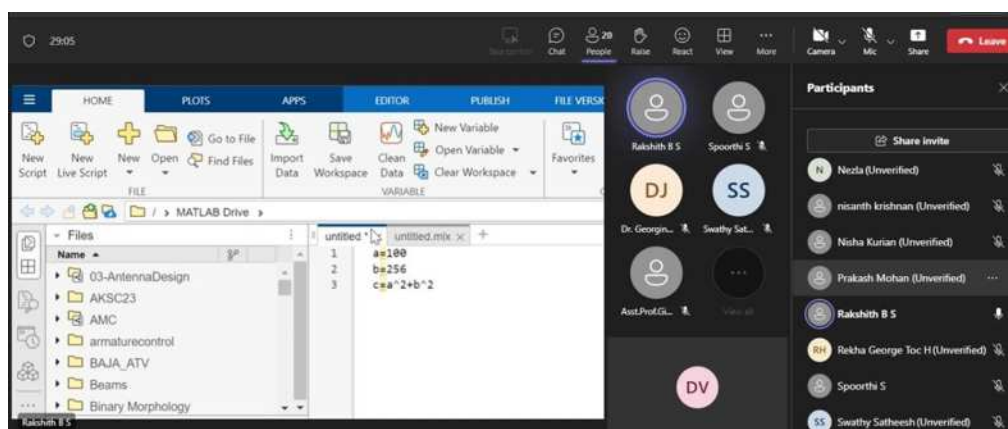 29:05
Chat
People
20
Raise
React
View
More
Camera
Mic
Share
Leave
HOME
PLOTS
APPS
EDITOR
PUBLISH
FILE VERSI
New Script
New Live Script
New
Open
Go to File
Find Files
FILE
Import Data
Save Workspace
Clean Data
New Variable
Open Variable
Clear Workspace
VARIABLE
Favorites
/ › MATLAB Drive ›
Files
Name
03-AntennaDesign
AKSC23
AMC
armaturecontrol
BAJA_ATV
Beams
Binary Morphology
untitled *
untitled.mlx ×
1 a=100
2 b=256
3 c=a^2+b^2
Rakshith B S
Rakshith B S
Spoorthi S
DJ
SS
Dr. Georgin...
Swathy Sat...
Asst.Prof.Gi...
View all
DV
Participants
Share invite
N Nezla (Unverified)
nisanth krishnan (Unverified)
Nisha Kurian (Unverified)
Prakash Mohan (Unverified)
Rakshith B S
RH Rekha George Toc H (Unverified)
Spoorthi S
SS Swathy Satheesh (Unverified)